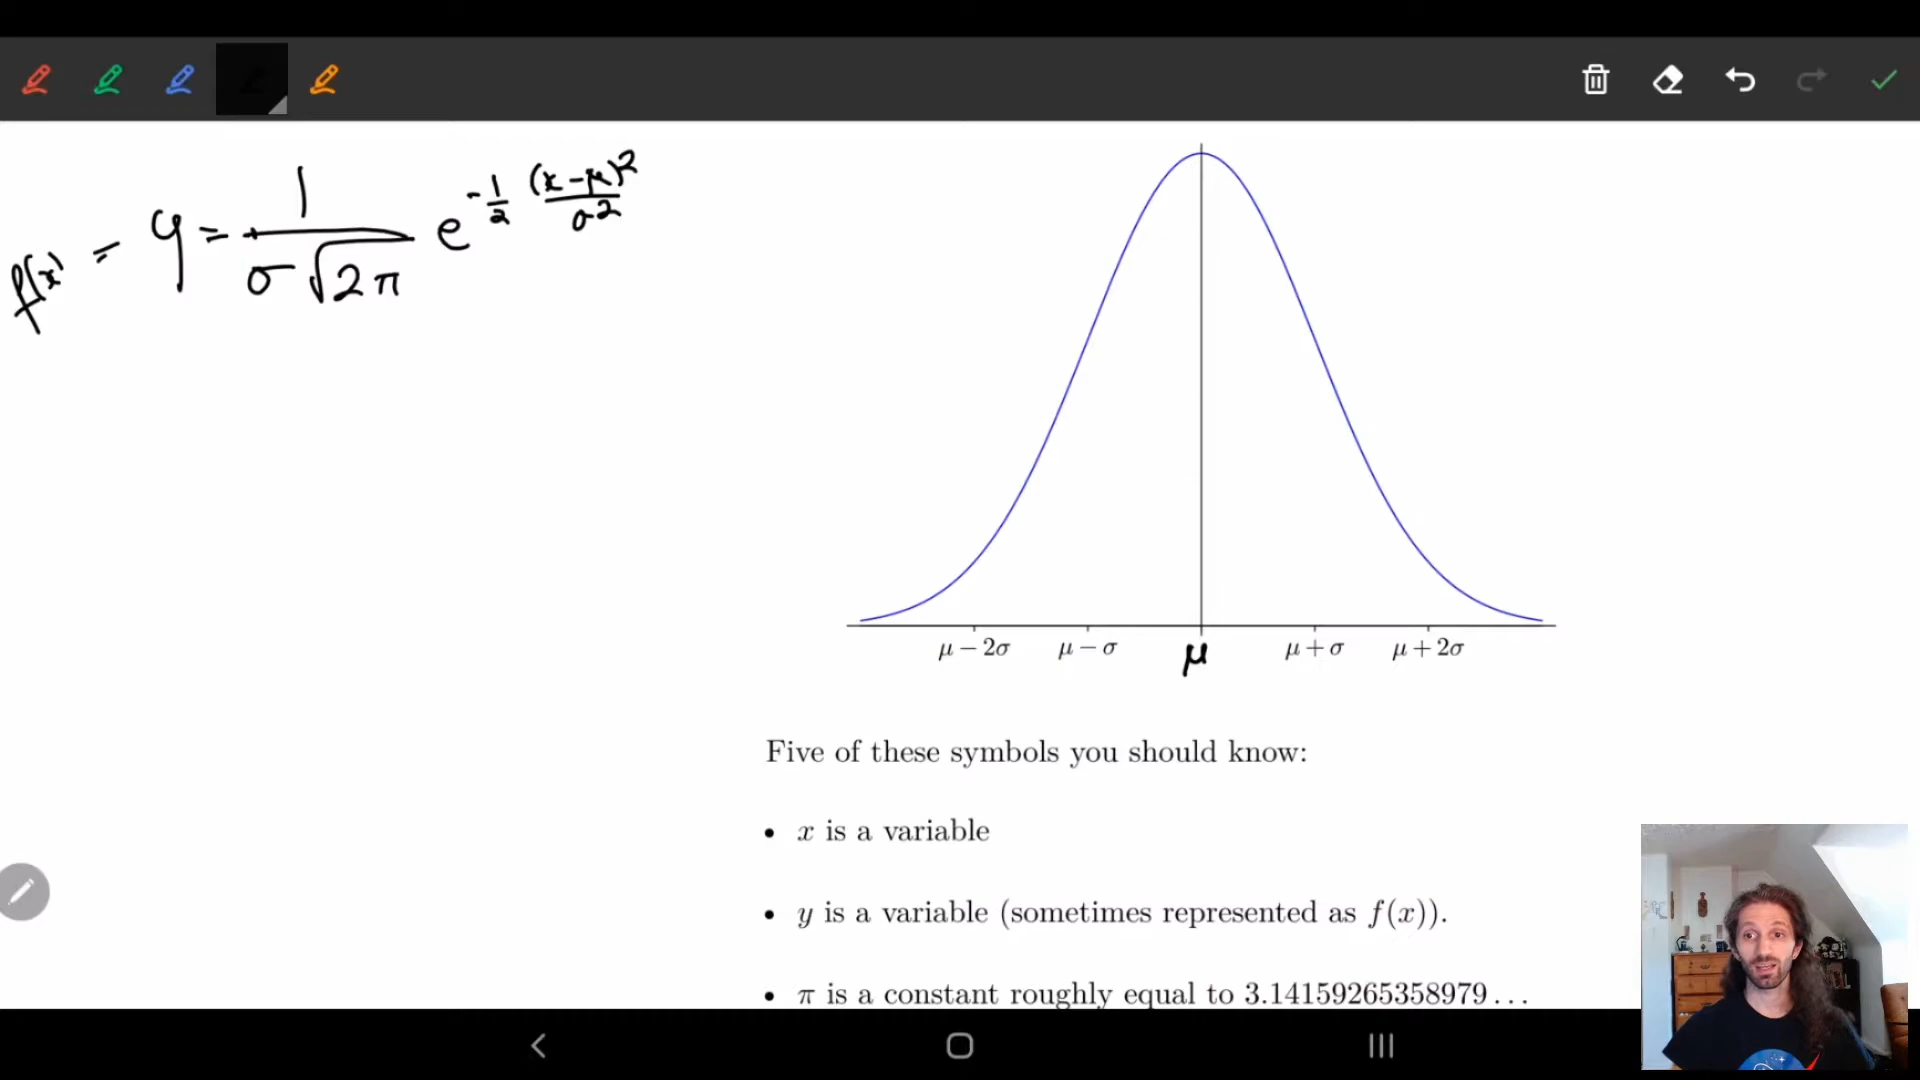 f(x) = y = 1/(σ√2π) e^(-1/2 (x-μ)²/σ²)
μ − 2σ μ − σ μ μ + σ μ + 2σ
Five of these symbols you should know:
• x is a variable
• y is a variable (sometimes represented as f(x)).
• π is a constant roughly equal to 3.14159265358979...